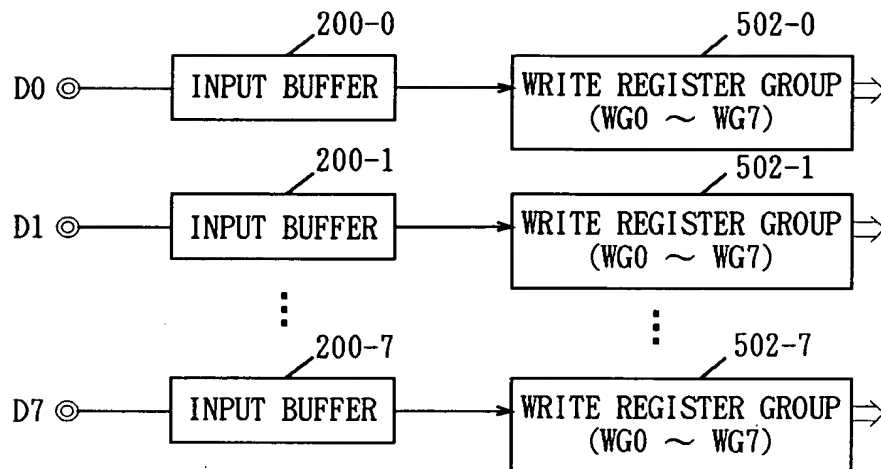 200-0 502-0
D0 INPUT BUFFER WRITE REGISTER GROUP
(WG0 ～ WG7)
200-1 502-1
D1 INPUT BUFFER WRITE REGISTER GROUP
(WG0 ～ WG7)
200-7 502-7
D7 INPUT BUFFER WRITE REGISTER GROUP
(WG0 ～ WG7)